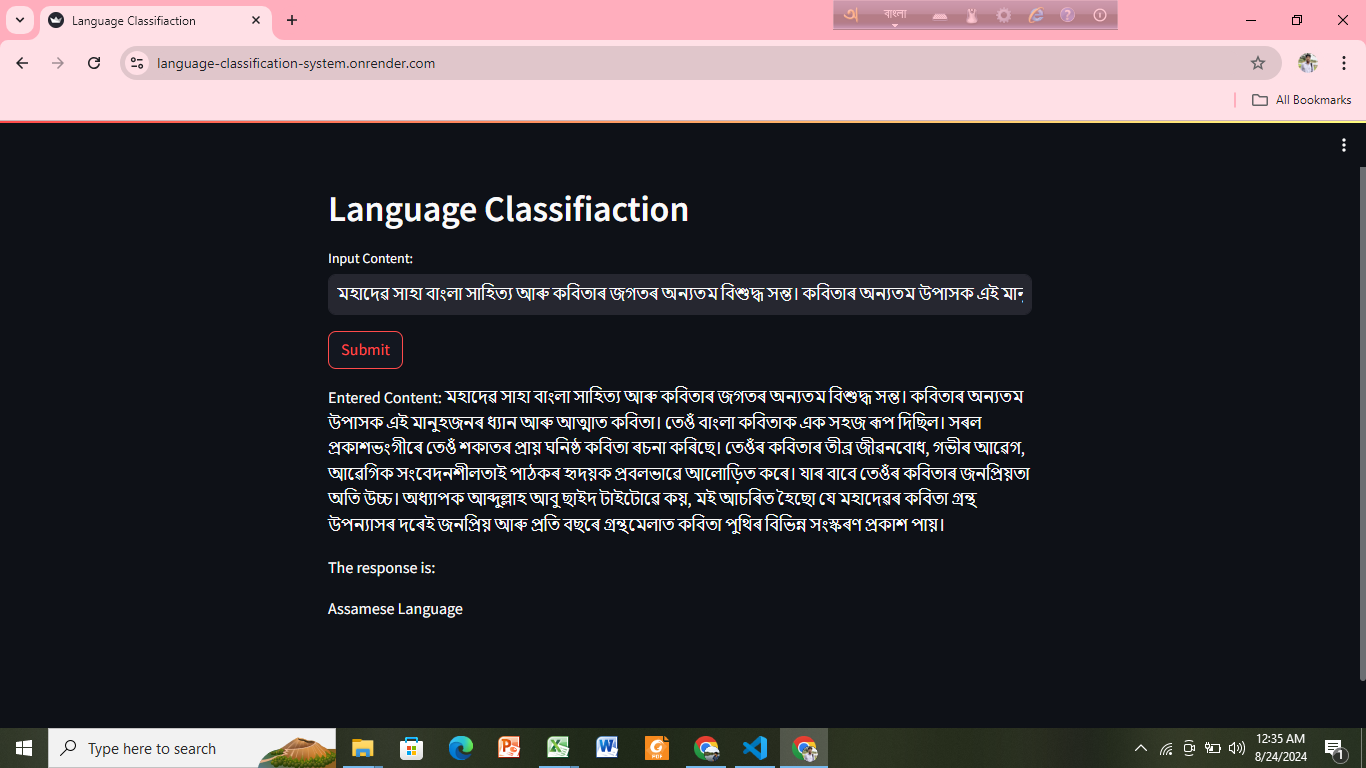 Language Classifiaction
বাংলা
language-classification-system.onrender.com
All Bookmarks
Language Classifiaction
Input Content:
মহাদেৱ সাহা বাংলা সাহিত্য আৰু কবিতাৰ জগতৰ অন্যতম বিশুদ্ধ সন্ত। কবিতাৰ অন্যতম উপাসক এই
Submit
Entered Content: মহাদেৱ সাহা বাংলা সাহিত্য আৰু কবিতাৰ জগতৰ অন্যতম বিশুদ্ধ সন্ত। কবিতাৰ অন্যতম
উপাসক এই মানুহজনৰ ধ্যান আৰু আত্মাত কবিতা। তেওঁ বাংলা কবিতাক এক সহজ ৰূপ দিছিল। সৰল
প্ৰকাশভংগীৰে তেওঁ শকাতৰ প্ৰায় ঘনিষ্ঠ কবিতা ৰচনা কৰিছে। তেওঁৰ কবিতাৰ তীব্ৰ জীৱনবোধ, গভীৰ আৱেগ,
আৱেগিক সংবেদনশীলতাই পাঠকৰ হৃদয়ক প্ৰবলভাৱে আলোড়িত কৰে। যাৰ বাবে তেওঁৰ কবিতাৰ জনপ্ৰিয়তা
অতি উচ্চ। অধ্যাপক আব্দুল্লাহ আবু ছাইদ টাইটোৱে কয়, মই আচৰিত হৈছো যে মহাদেৱৰ কবিতা গ্ৰন্থ
উপন্যাসৰ দৰেই জনপ্ৰিয় আৰু প্ৰতি বছৰে গ্ৰন্থমেলাত কবিতা পুথিৰ বিভিন্ন সংস্কৰণ প্ৰকাশ পায়।
The response is:
Assamese Language
Type here to search
12:35 AM
8/24/2024